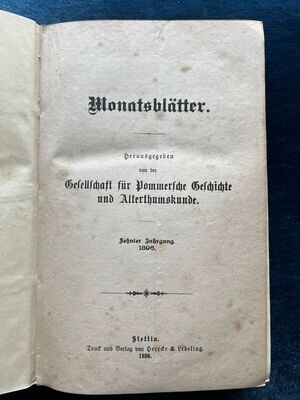 Monatsblätter.
Herausgegeben
von der
Gesellschaft für Pommersche Geschichte
und Alterthumskunde.
Zehnter Jahrgang.
1896.
Stettin.
Druck und Verlag von Herrcke & Lebeling.
1896.